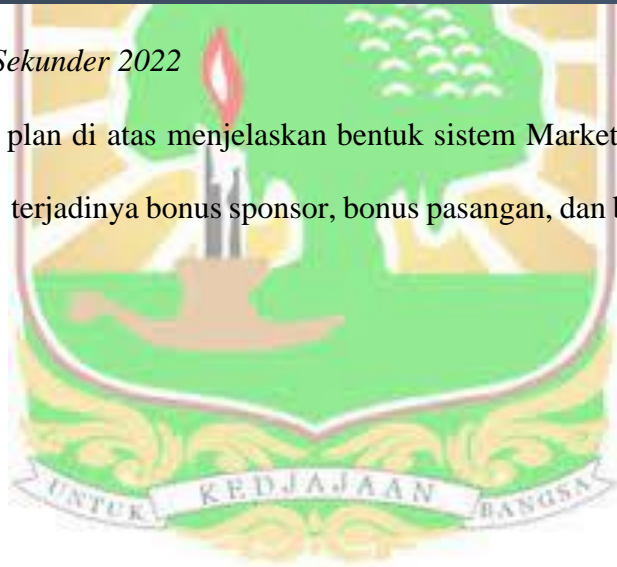 Sekunder 2022
plan di atas menjelaskan bentuk sistem Market
terjadinya bonus sponsor, bonus pasangan, dan b
UNTUK KEDJAJAAN BANGSA